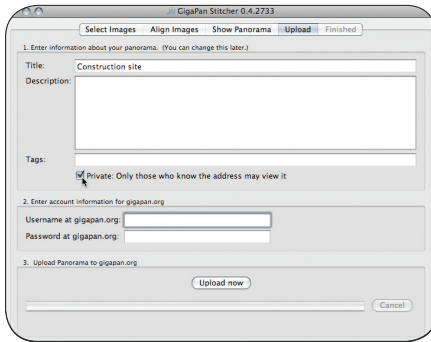 GigaPan Stitcher 0.4.2733
Select Images Align Images Show Panorama Upload Finished
1. Enter information about your panorama. (You can change this later.)
Title: Construction site
Description:
Tags:
Private: Only those who know the address may view it
2. Enter account information for gigapan.org
Username at gigapan.org:
Password at gigapan.org:
3. Upload Panorama to gigapan.org
Upload now
Cancel